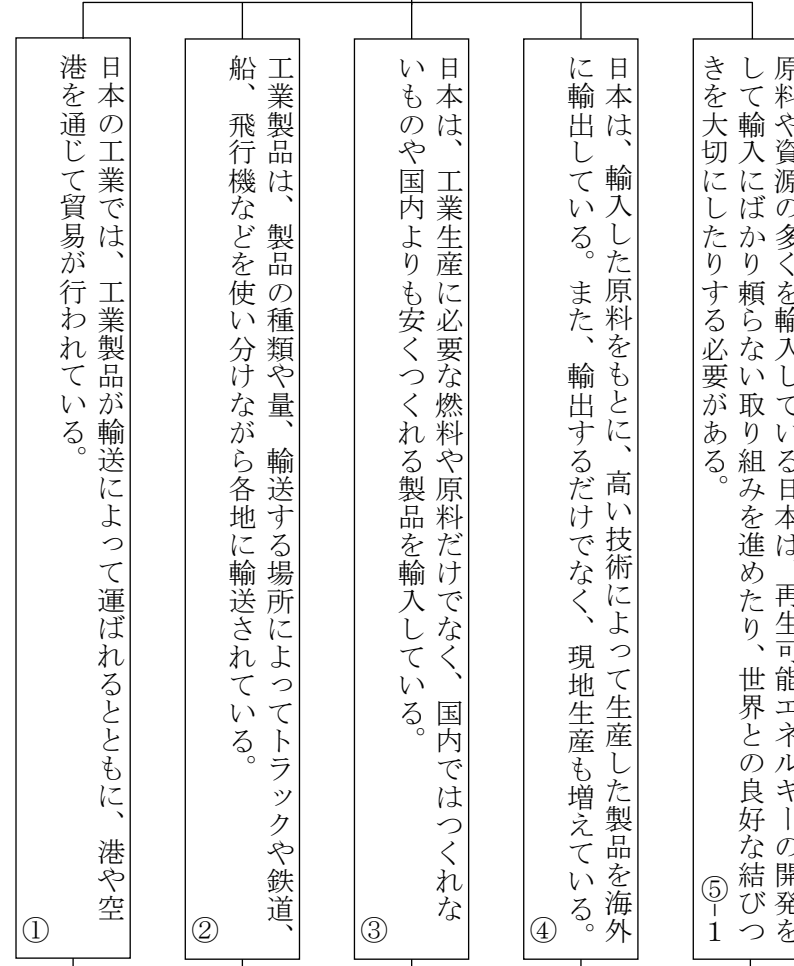 原料や資源の多くを輸入している日本は、再生可能エネルギーの開発を
して輸入にばかり頼らない取り組みを進めたり、世界との良好な結びつ
きを大切にしたりする必要がある。
⑤-1
日本は、輸入した原料をもとに、高い技術によって生産した製品を海外
に輸出している。また、輸出するだけでなく、現地生産も増えている。
④
日本は、工業生産に必要な燃料や原料だけでなく、国内ではつくれな
いものや国内よりも安くつくれる製品を輸入している。
③
工業製品は、製品の種類や量、輸送する場所によってトラックや鉄道、
船、飛行機などを使い分けながら各地に輸送されている。
②
日本の工業では、工業製品が輸送によって運ばれるとともに、港や空
港を通じて貿易が行われている。
①